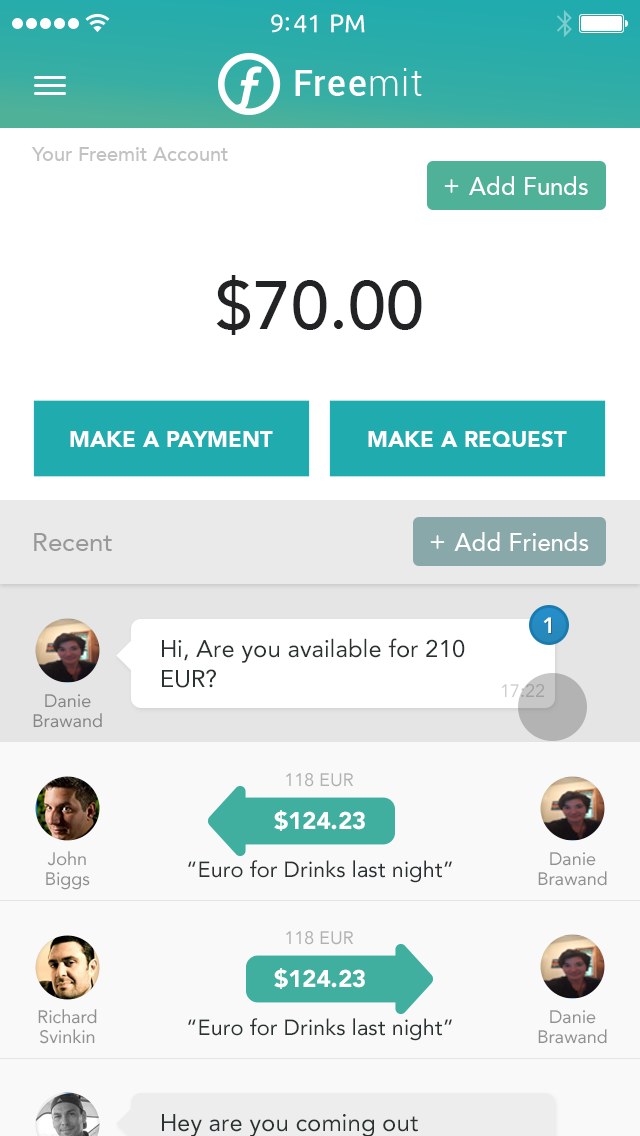 9:41 PM
f Freemit
Your Freemit Account
+ Add Funds
$70.00
MAKE A PAYMENT
MAKE A REQUEST
Recent
+ Add Friends
1
Hi, Are you available for 210
EUR?
17:22
Danie
Brawand
118 EUR
$124.23
"Euro for Drinks last night"
John
Biggs
Danie
Brawand
118 EUR
$124.23
"Euro for Drinks last night"
Richard
Svinkin
Danie
Brawand
Hey are you coming out